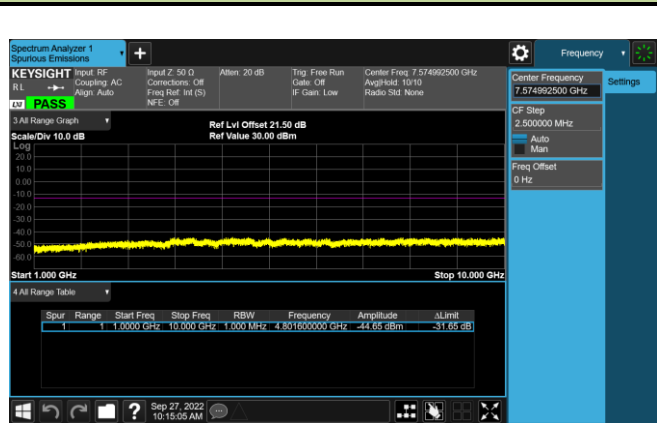 Spectrum Analyzer 1
Spurious Emissions
+
Frequency
KEYSIGHT
R L
LXI PASS
Input: RF
Coupling: AC
Align: Auto
Input Z: 50 Ω
Corrections: Off
Freq Ref: Int (S)
NFE: Off
Atten: 20 dB
Trig: Free Run
Gate: Off
IF Gain: Low
Center Freq: 7.574992500 GHz
Avg|Hold: 10/10
Radio Std: None
Center Frequency
7.574992500 GHz
Settings
CF Step
2.500000 MHz
Auto
Man
Freq Offset
0 Hz
3 All Range Graph
Scale/Div 10.0 dB
Ref Lvl Offset 21.50 dB
Ref Value 30.00 dBm
Log
20.0
10.0
0.00
-10.0
-20.0
-30.0
-40.0
-50.0
-60.0
Start 1.000 GHz
Stop 10.000 GHz
4 All Range Table
Spur Range Start Freq Stop Freq RBW Frequency Amplitude ΔLimit
1 1 1.0000 GHz 10.000 GHz 1.000 MHz 4.801600000 GHz -44.65 dBm -31.65 dB
?
Sep 27, 2022
10:15:05 AM